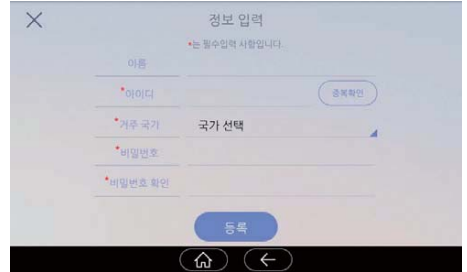 정보 입력
*는 필수입력 사항입니다.
이름
*아이디 중복확인
*거주 국가 국가 선택
*비밀번호
*비밀번호 확인
등록